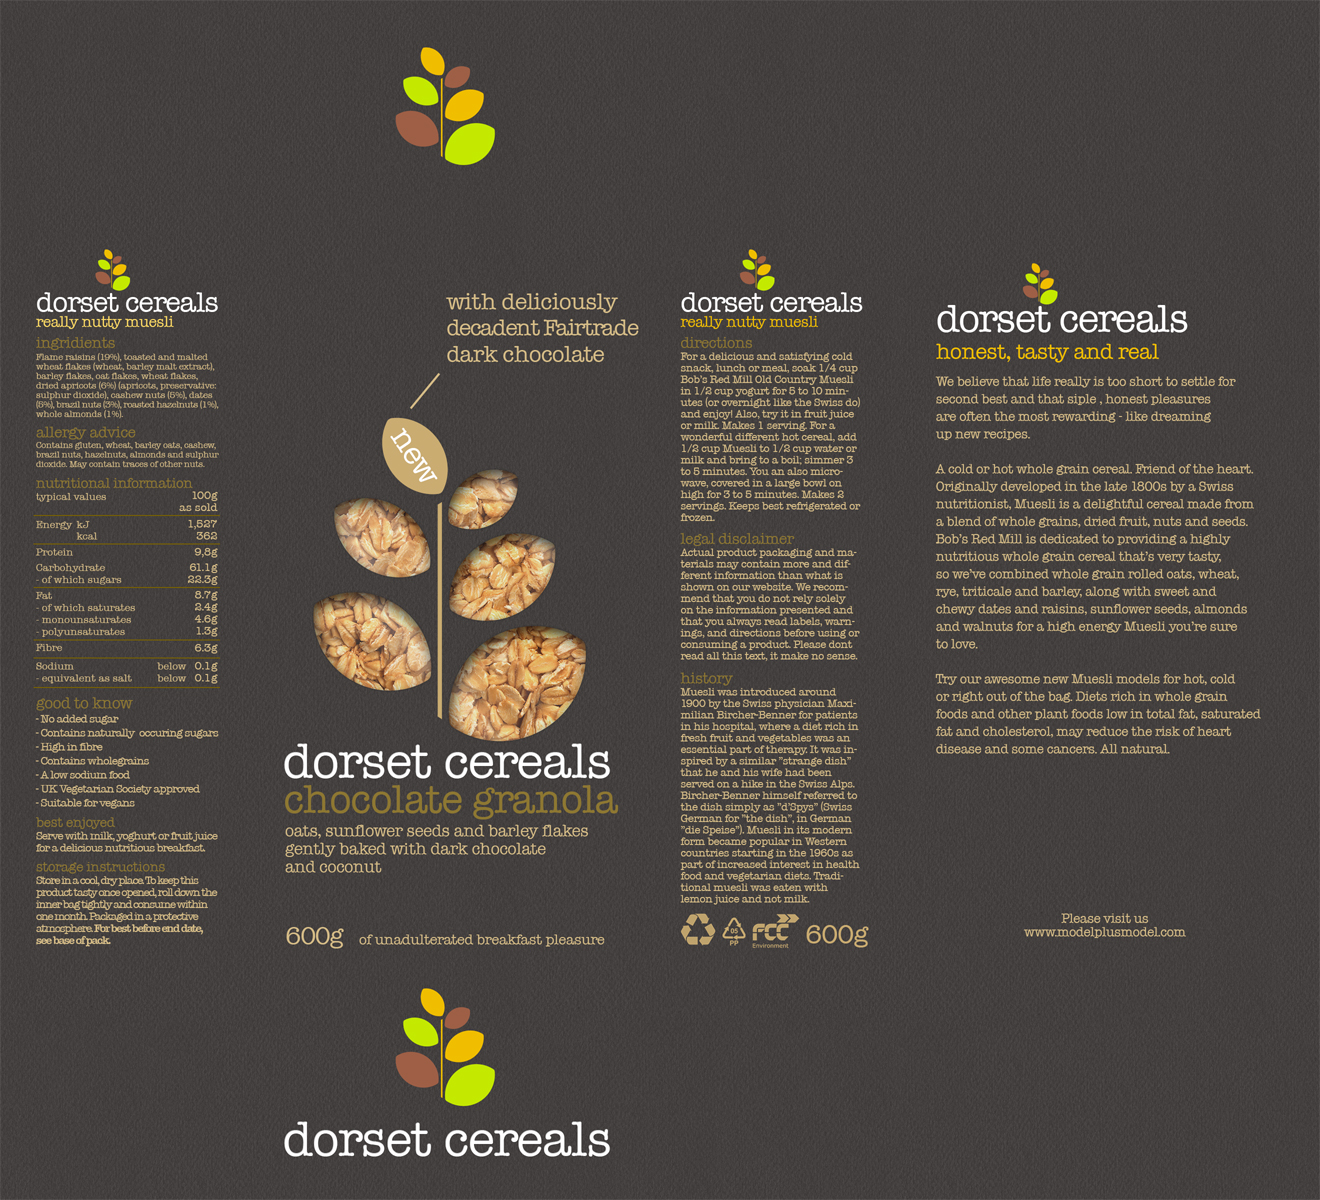 dorset cereals
really nutty muesli
ingridients
Flame raisins (19%), toasted and malted
wheat flakes (wheat, barley malt extract),
barley flakes, oat flakes, wheat flakes,
dried apricots (6%) (apricots, preservative:
sulphur dioxide), cashew nuts (5%), dates
(5%), brazil nuts (3%), roasted hazelnuts (1%),
whole almonds (1%).
allergy advice
Contains gluten, wheat, barley oats, cashew,
brazil nuts, hazelnuts, almonds and sulphur
dioxide. May contain traces of other nuts.
nutritional information
typical values 100g
as sold
Energy kJ 1,527
kcal 362
Protein 9,8g
Carbohydrate 61.1g
- of which sugars 22.3g
Fat 8.7g
- of which saturates 2.4g
- monounsaturates 4.6g
- polyunsaturates 1.3g
Fibre 6.3g
Sodium below 0.1g
- equivalent as salt below 0.1g
good to know
- No added sugar
- Contains naturally occuring sugars
- High in fibre
- Contains wholegrains
- A low sodium food
- UK Vegetarian Society approved
- Suitable for vegans
best enjoyed
Serve with milk, yoghurt or fruit juice
for a delicious nutritious breakfast.
storage instructions
Store in a cool, dry place. To keep this
product tasty once opened, roll down the
inner bag tightly and consume within
one month. Packaged in a protective
atmosphere. For best before end date,
see base of pack.
with deliciously
decadent Fairtrade
dark chocolate
new
dorset cereals
chocolate granola
oats, sunflower seeds and barley flakes
gently baked with dark chocolate
and coconut
600g of unadulterated breakfast pleasure
dorset cereals
dorset cereals
really nutty muesli
directions
For a delicious and satisfying cold
snack, lunch or meal, soak 1/4 cup
Bob's Red Mill Old Country Muesli
in 1/2 cup yogurt for 5 to 10 min-
utes (or overnight like the Swiss do)
and enjoy! Also, try it in fruit juice
or milk. Makes 1 serving. For a
wonderful different hot cereal, add
1/2 cup Muesli to 1/2 cup water or
milk and bring to a boil; simmer 3
to 5 minutes. You an also micro-
wave, covered in a large bowl on
high for 3 to 5 minutes. Makes 2
servings. Keeps best refrigerated or
frozen.
legal disclaimer
Actual product packaging and ma-
terials may contain more and dif-
ferent information than what is
shown on our website. We recom-
mend that you do not rely solely
on the information presented and
that you always read labels, warn-
ings, and directions before using or
consuming a product. Please dont
read all this text, it make no sense.
history
Muesli was introduced around
1900 by the Swiss physician Maxi-
milian Bircher-Benner for patients
in his hospital, where a diet rich in
fresh fruit and vegetables was an
essential part of therapy. It was in-
spired by a similar "strange dish"
that he and his wife had been
served on a hike in the Swiss Alps.
Bircher-Benner himself referred to
the dish simply as "d'Spys" (Swiss
German for "the dish", in German
"die Speise"). Muesli in its modern
form became popular in Western
countries starting in the 1960s as
part of increased interest in health
food and vegetarian diets. Tradi-
tional muesli was eaten with
lemon juice and not milk.
05
PP
FCC
Environment
600g
dorset cereals
honest, tasty and real
We believe that life really is too short to settle for
second best and that siple , honest pleasures
are often the most rewarding - like dreaming
up new recipes.
A cold or hot whole grain cereal. Friend of the heart.
Originally developed in the late 1800s by a Swiss
nutritionist, Muesli is a delightful cereal made from
a blend of whole grains, dried fruit, nuts and seeds.
Bob's Red Mill is dedicated to providing a highly
nutritious whole grain cereal that's very tasty,
so we've combined whole grain rolled oats, wheat,
rye, triticale and barley, along with sweet and
chewy dates and raisins, sunflower seeds, almonds
and walnuts for a high energy Muesli you're sure
to love.
Try our awesome new Muesli models for hot, cold
or right out of the bag. Diets rich in whole grain
foods and other plant foods low in total fat, saturated
fat and cholesterol, may reduce the risk of heart
disease and some cancers. All natural.
Please visit us
www.modelplusmodel.com